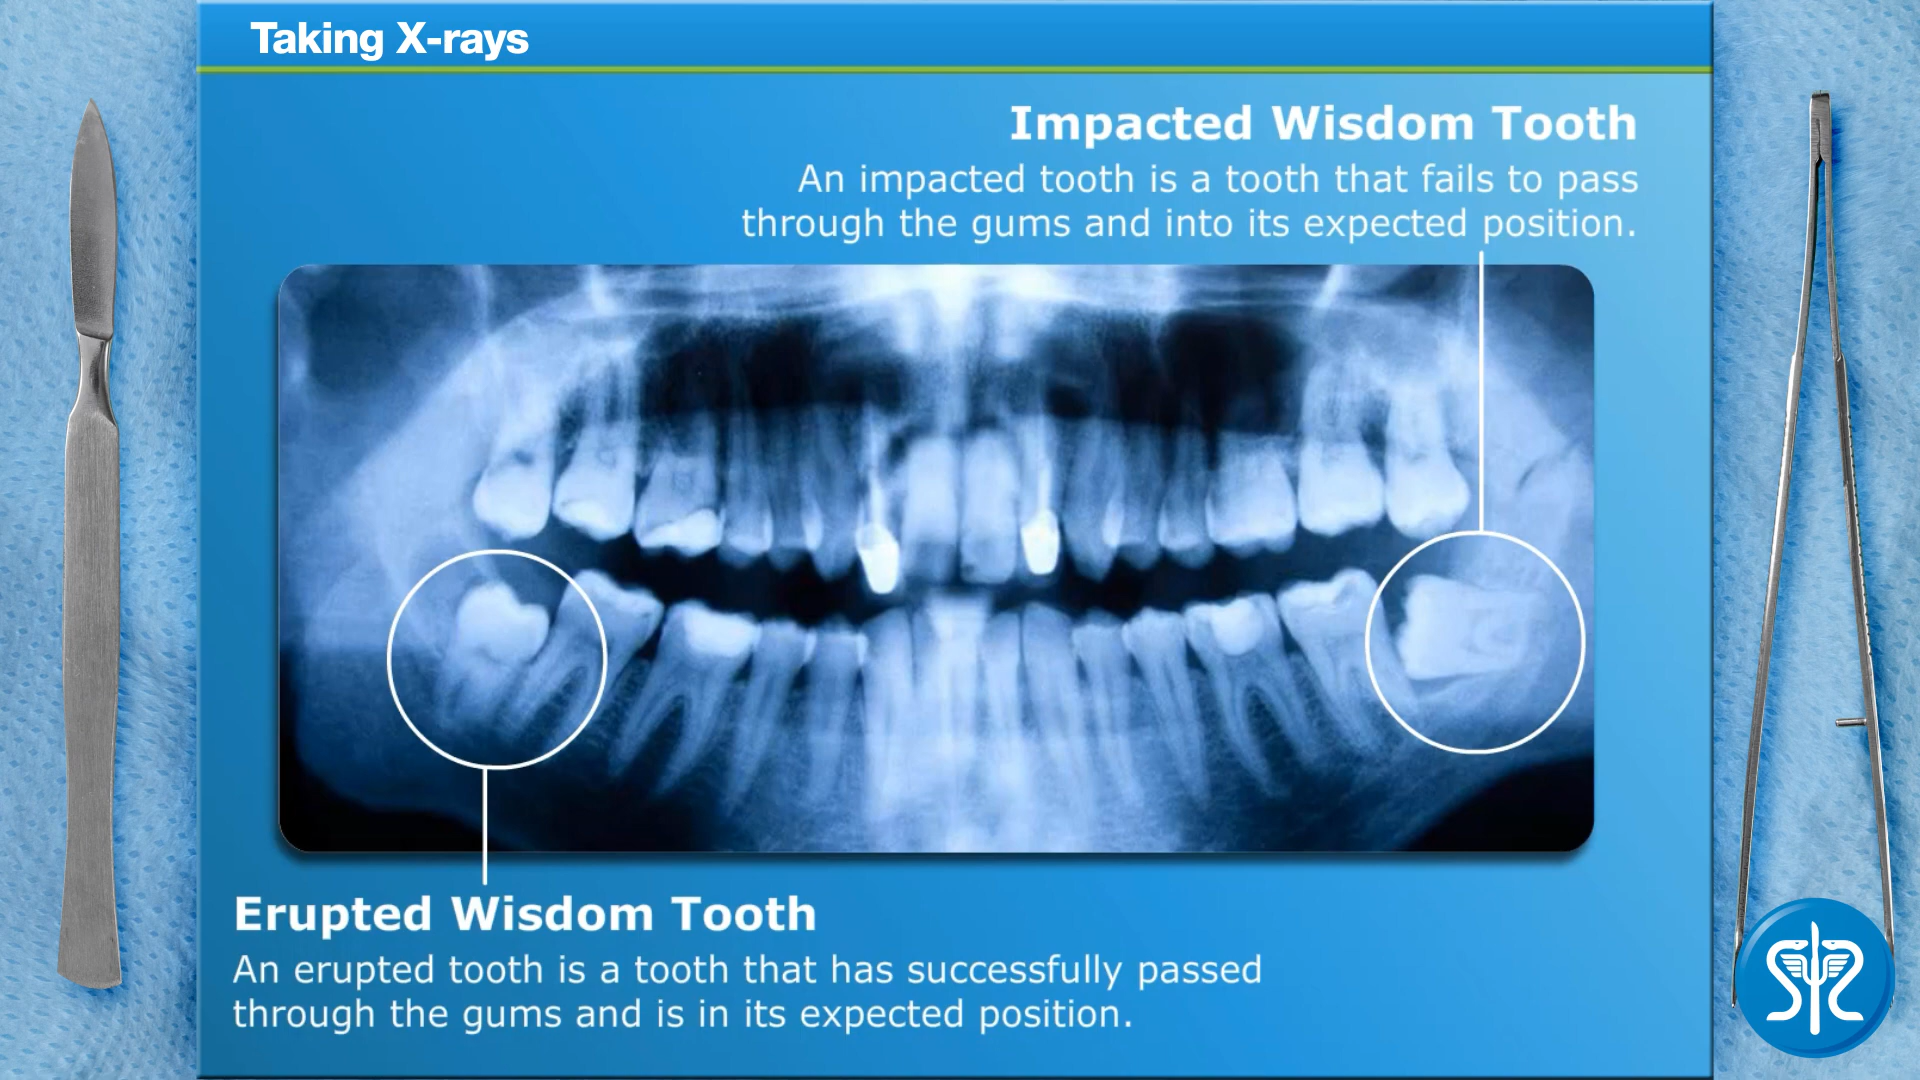 Taking X-rays
Impacted Wisdom Tooth
An impacted tooth is a tooth that fails to pass
through the gums and into its expected position.
Erupted Wisdom Tooth
An erupted tooth is a tooth that has successfully passed
through the gums and is in its expected position.